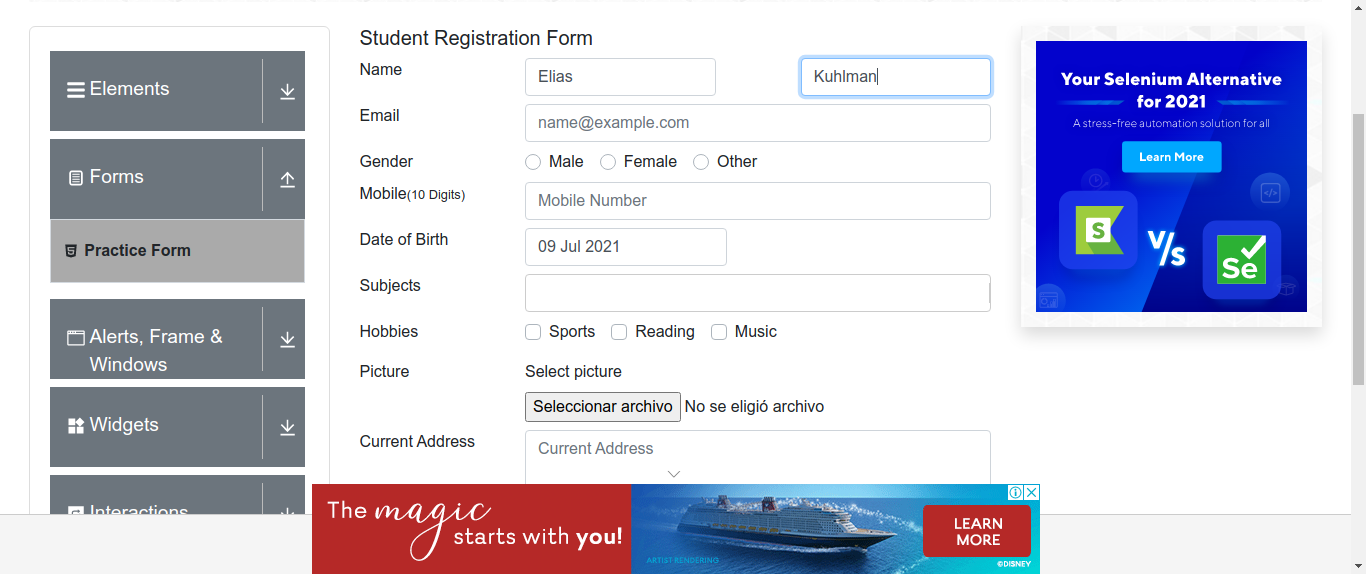 Elements
Forms
Practice Form
Alerts, Frame &
Windows
Widgets
Interactions
Student Registration Form
Name Elias Kuhlman
Email name@example.com
Gender Male Female Other
Mobile(10 Digits) Mobile Number
Date of Birth 09 Jul 2021
Subjects
Hobbies Sports Reading Music
Picture Select picture
Seleccionar archivo No se eligió archivo
Current Address Current Address
Your Selenium Alternative
for 2021
A stress-free automation solution for all
Learn More
S
V/s
Se
The magic
starts with you!
ARTIST RENDERING
LEARN
MORE
©DISNEY